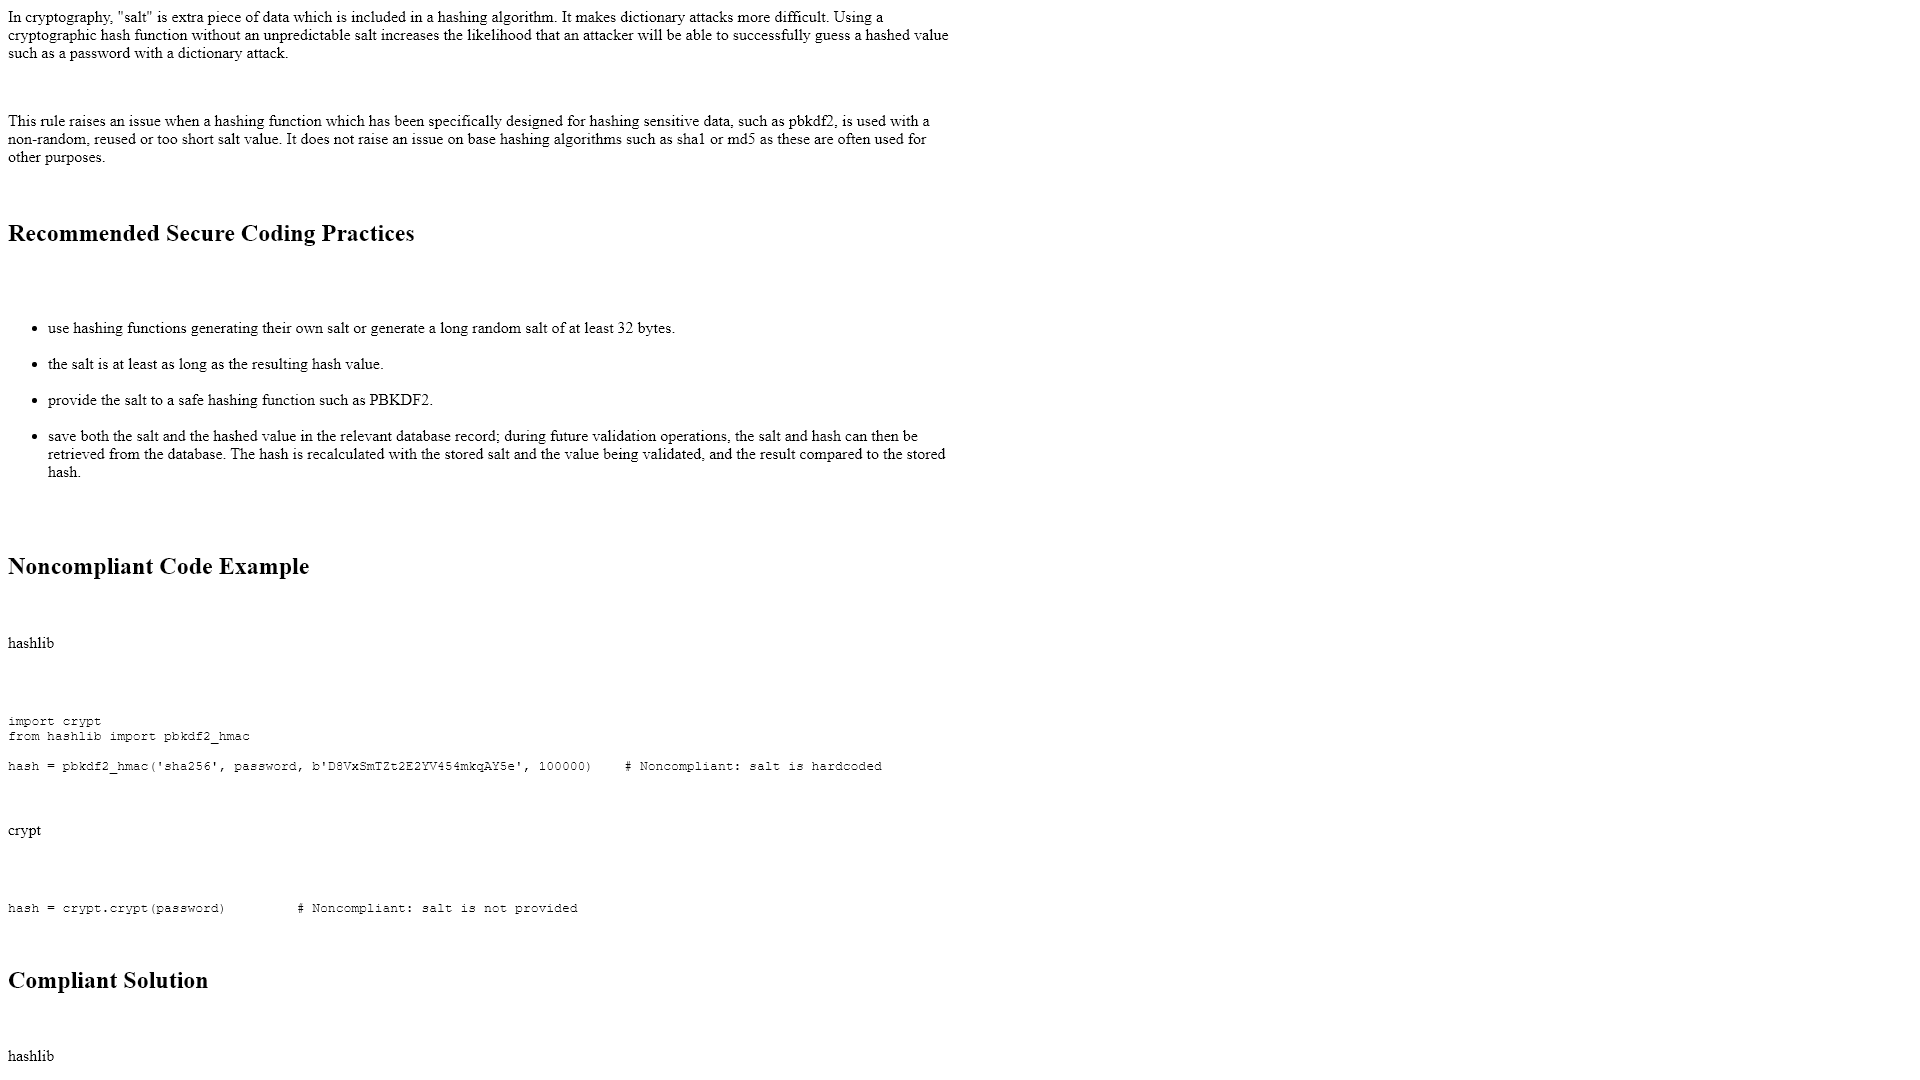 In cryptography, "salt" is extra piece of data which is included in a hashing algorithm. It makes dictionary attacks more difficult. Using a
cryptographic hash function without an unpredictable salt increases the likelihood that an attacker will be able to successfully guess a hashed value
such as a password with a dictionary attack.
This rule raises an issue when a hashing function which has been specifically designed for hashing sensitive data, such as pbkdf2, is used with a
non-random, reused or too short salt value. It does not raise an issue on base hashing algorithms such as sha1 or md5 as these are often used for
other purposes.
Recommended Secure Coding Practices
• use hashing functions generating their own salt or generate a long random salt of at least 32 bytes.
• the salt is at least as long as the resulting hash value.
• provide the salt to a safe hashing function such as PBKDF2.
• save both the salt and the hashed value in the relevant database record; during future validation operations, the salt and hash can then be
retrieved from the database. The hash is recalculated with the stored salt and the value being validated, and the result compared to the stored
hash.
Noncompliant Code Example
hashlib
import crypt
from hashlib import pbkdf2_hmac
hash = pbkdf2_hmac('sha256', password, b'D8VxSmTZt2E2YV454mkqAY5e', 100000)    # Noncompliant: salt is hardcoded
crypt
hash = crypt.crypt(password)         # Noncompliant: salt is not provided
Compliant Solution
hashlib